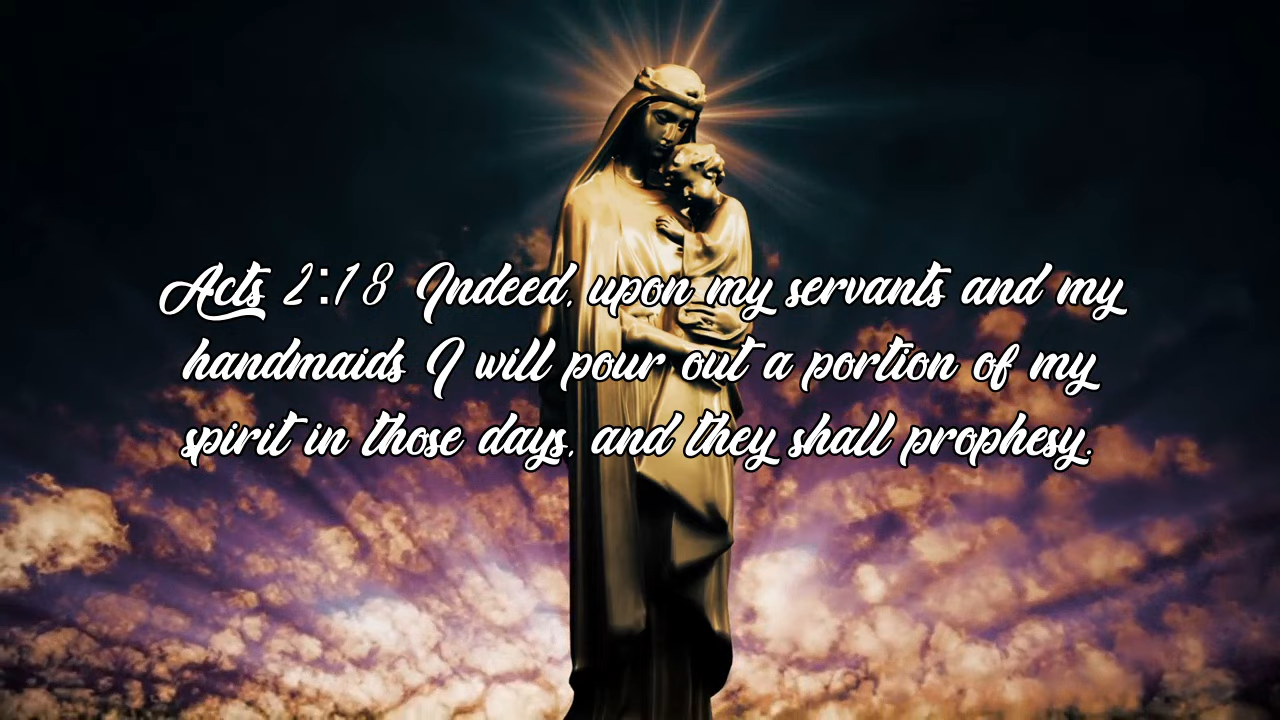 Acts 2:18 Indeed, upon my servants and my
handmaids I will pour out a portion of my
spirit in those days, and they shall prophesy.